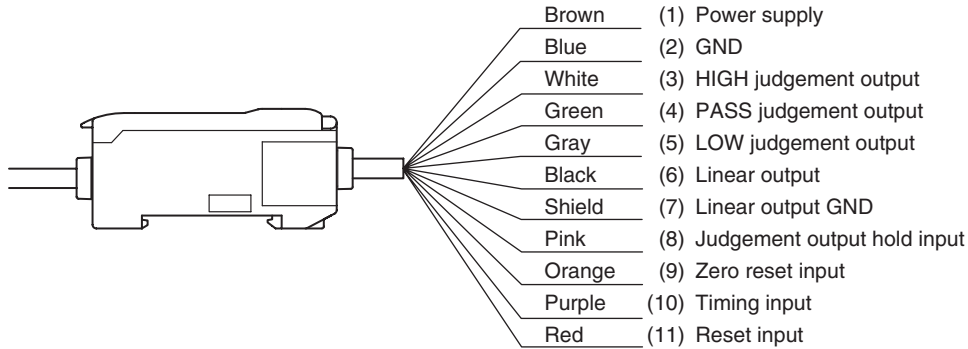 Brown (1) Power supply
Blue (2) GND
White (3) HIGH judgement output
Green (4) PASS judgement output
Gray (5) LOW judgement output
Black (6) Linear output
Shield (7) Linear output GND
Pink (8) Judgement output hold input
Orange (9) Zero reset input
Purple (10) Timing input
Red (11) Reset input